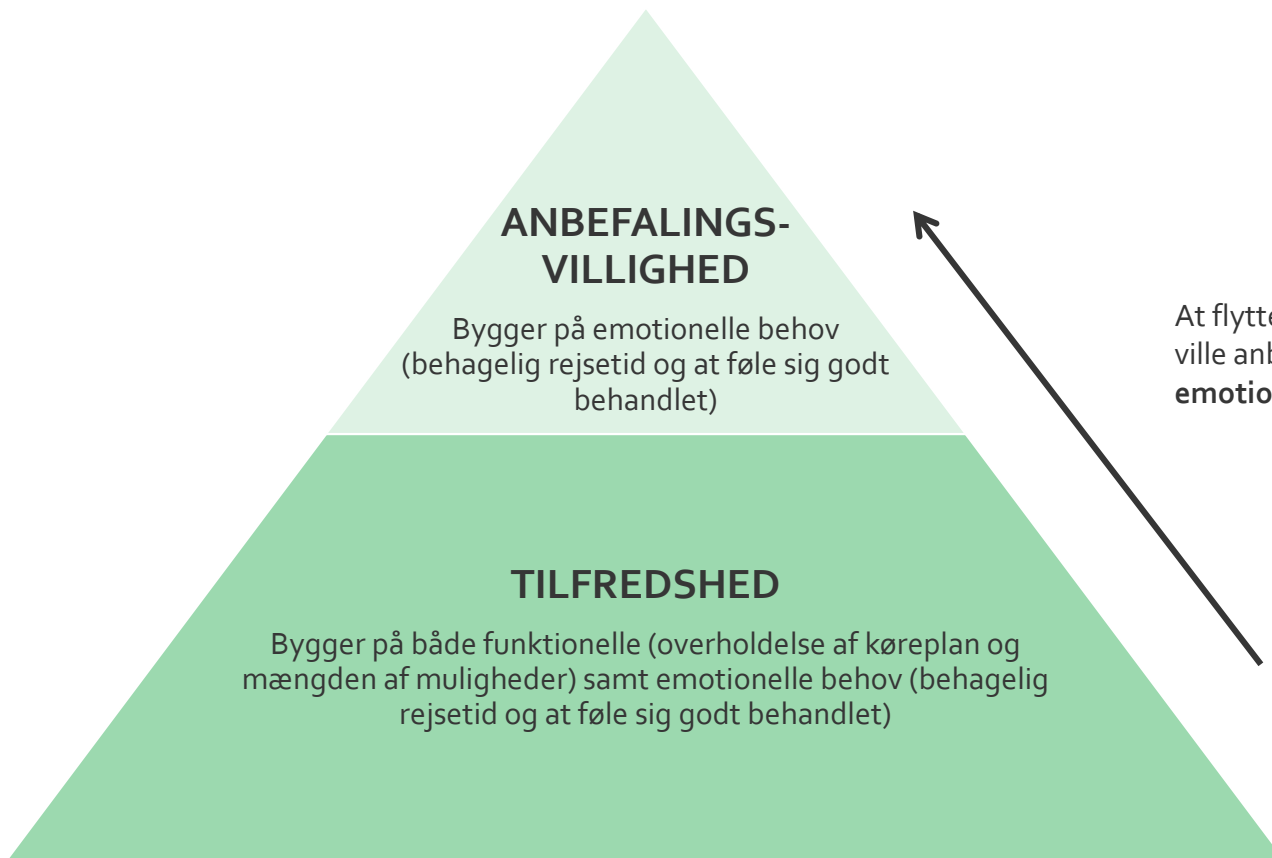 ANBEFALINGS-
VILLIGHED
Bygger på emotionelle behov
(behagelig rejsetid og at føle sig godt
behandlet)
At flytte
ville anb
emotio
TILFREDSHED
Bygger på både funktionelle (overholdelse af køreplan og
mængden af muligheder) samt emotionelle behov (behagelig
rejsetid og at føle sig godt behandlet)